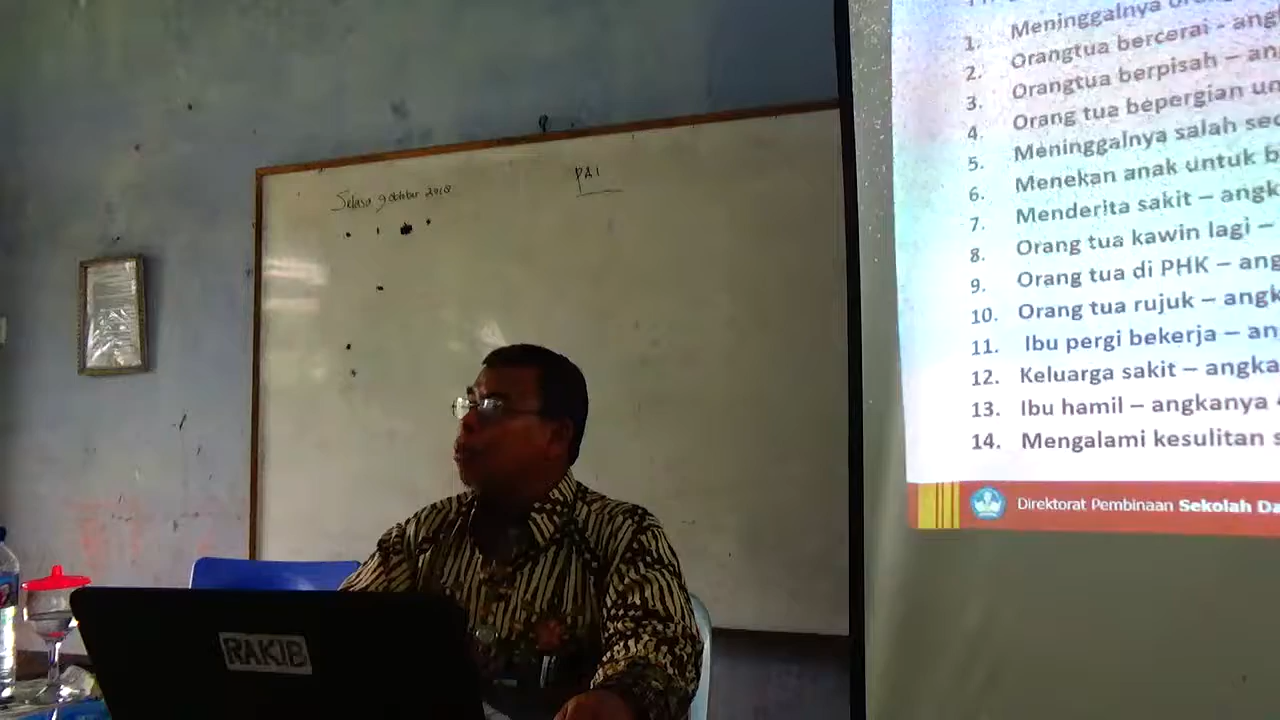 Selasa 9 oktober 2018
PAI
1. Meninggalnya
2. Orangtua bercerai - ang
3. Orangtua berpisah – an
4. Orang tua bepergian un
5. Meninggalnya salah sec
6. Menekan anak untuk b
7. Menderita sakit – angk
8. Orang tua kawin lagi –
9. Orang tua di PHK – ang
10. Orang tua rujuk – angk
11. Ibu pergi bekerja – an
12. Keluarga sakit – angka
13. Ibu hamil – angkanya
14. Mengalami kesulitan s
Direktorat Pembinaan Sekolah Da
RAKIB